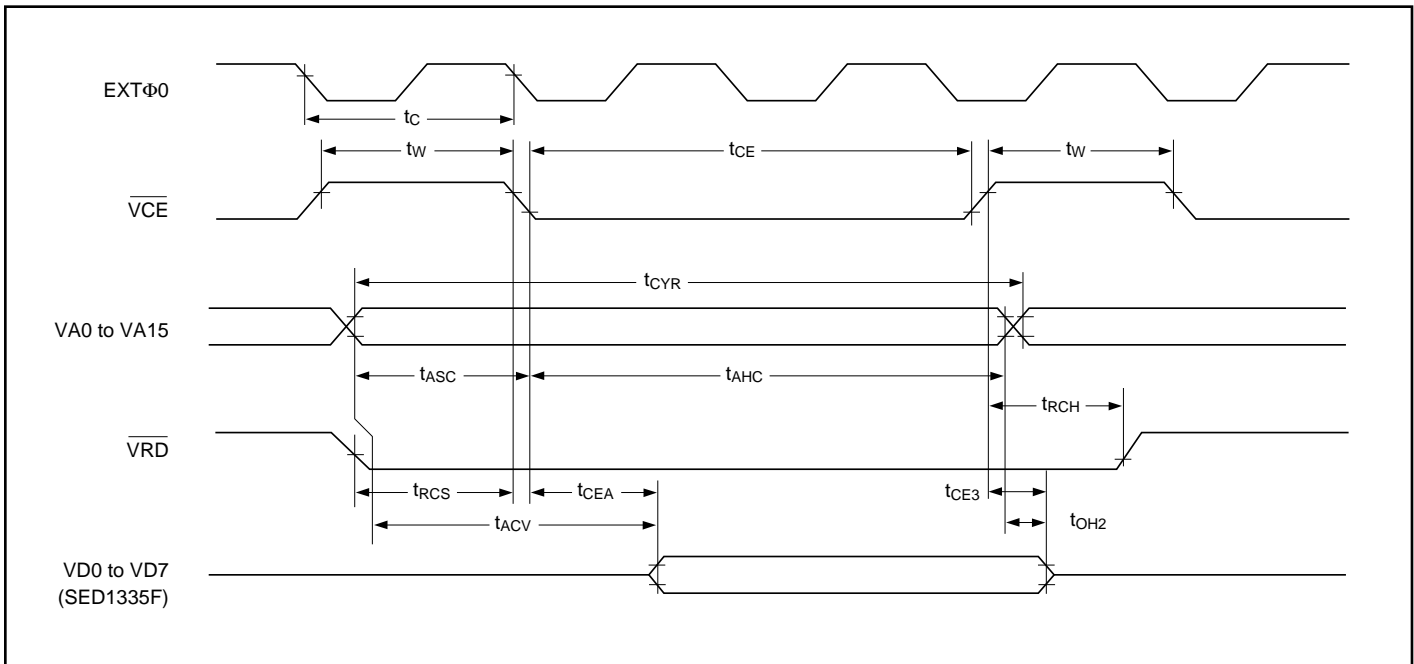 EXTΦ0
tC
tW
tCE
tW
VCE
tCYR
VA0 to VA15
tASC
tAHC
tRCH
VRD
tRCS
tCEA
tCE3
tACV
tOH2
VD0 to VD7
(SED1335F)